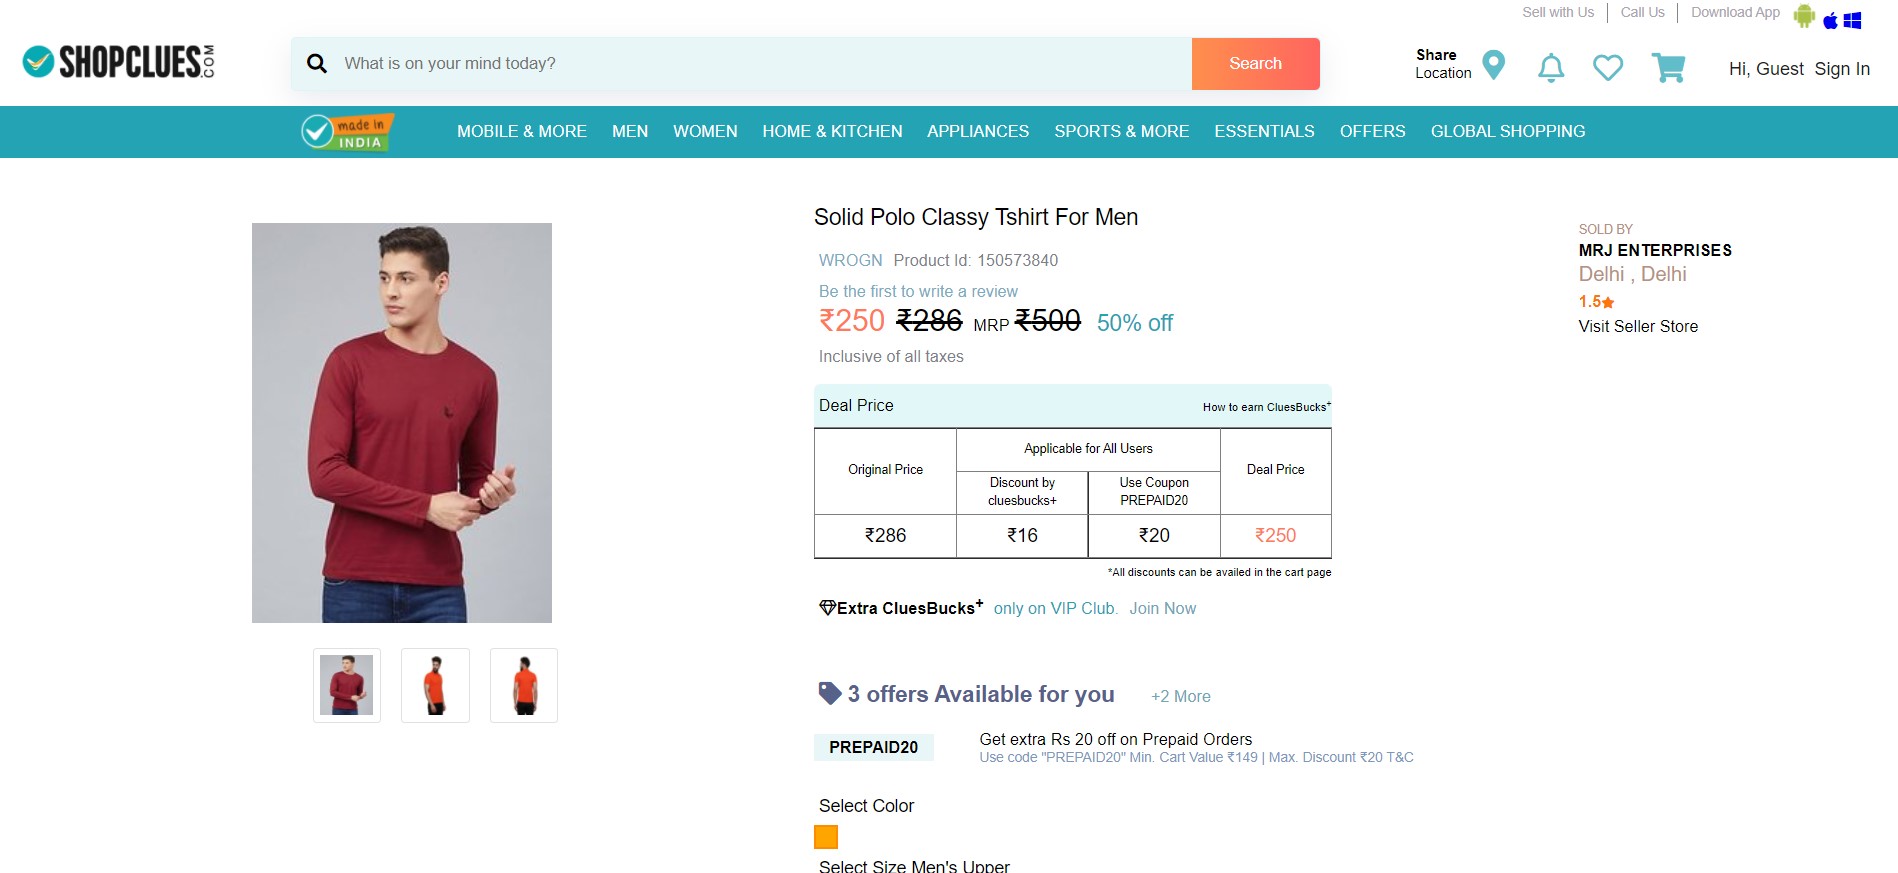 Sell with Us
Call Us
Download App
SHOPCLUES.COM
What is on your mind today?
Search
Share
Location
Hi, Guest Sign In
made in
INDIA
MOBILE & MORE
MEN
WOMEN
HOME & KITCHEN
APPLIANCES
SPORTS & MORE
ESSENTIALS
OFFERS
GLOBAL SHOPPING
Solid Polo Classy Tshirt For Men
WROGN Product Id: 150573840
Be the first to write a review
₹250 ₹286 MRP ₹500 50% off
Inclusive of all taxes
SOLD BY
MRJ ENTERPRISES
Delhi , Delhi
1.5
Visit Seller Store
Deal Price
How to earn CluesBucks+
Original Price
Applicable for All Users
Discount by
cluesbucks+
Use Coupon
PREPAID20
Deal Price
₹286
₹16
₹20
₹250
*All discounts can be availed in the cart page
Extra CluesBucks+ only on VIP Club. Join Now
3 offers Available for you
+2 More
PREPAID20
Get extra Rs 20 off on Prepaid Orders
Use code "PREPAID20" Min. Cart Value ₹149 | Max. Discount ₹20 T&C
Select Color
Select Size Men's Upper